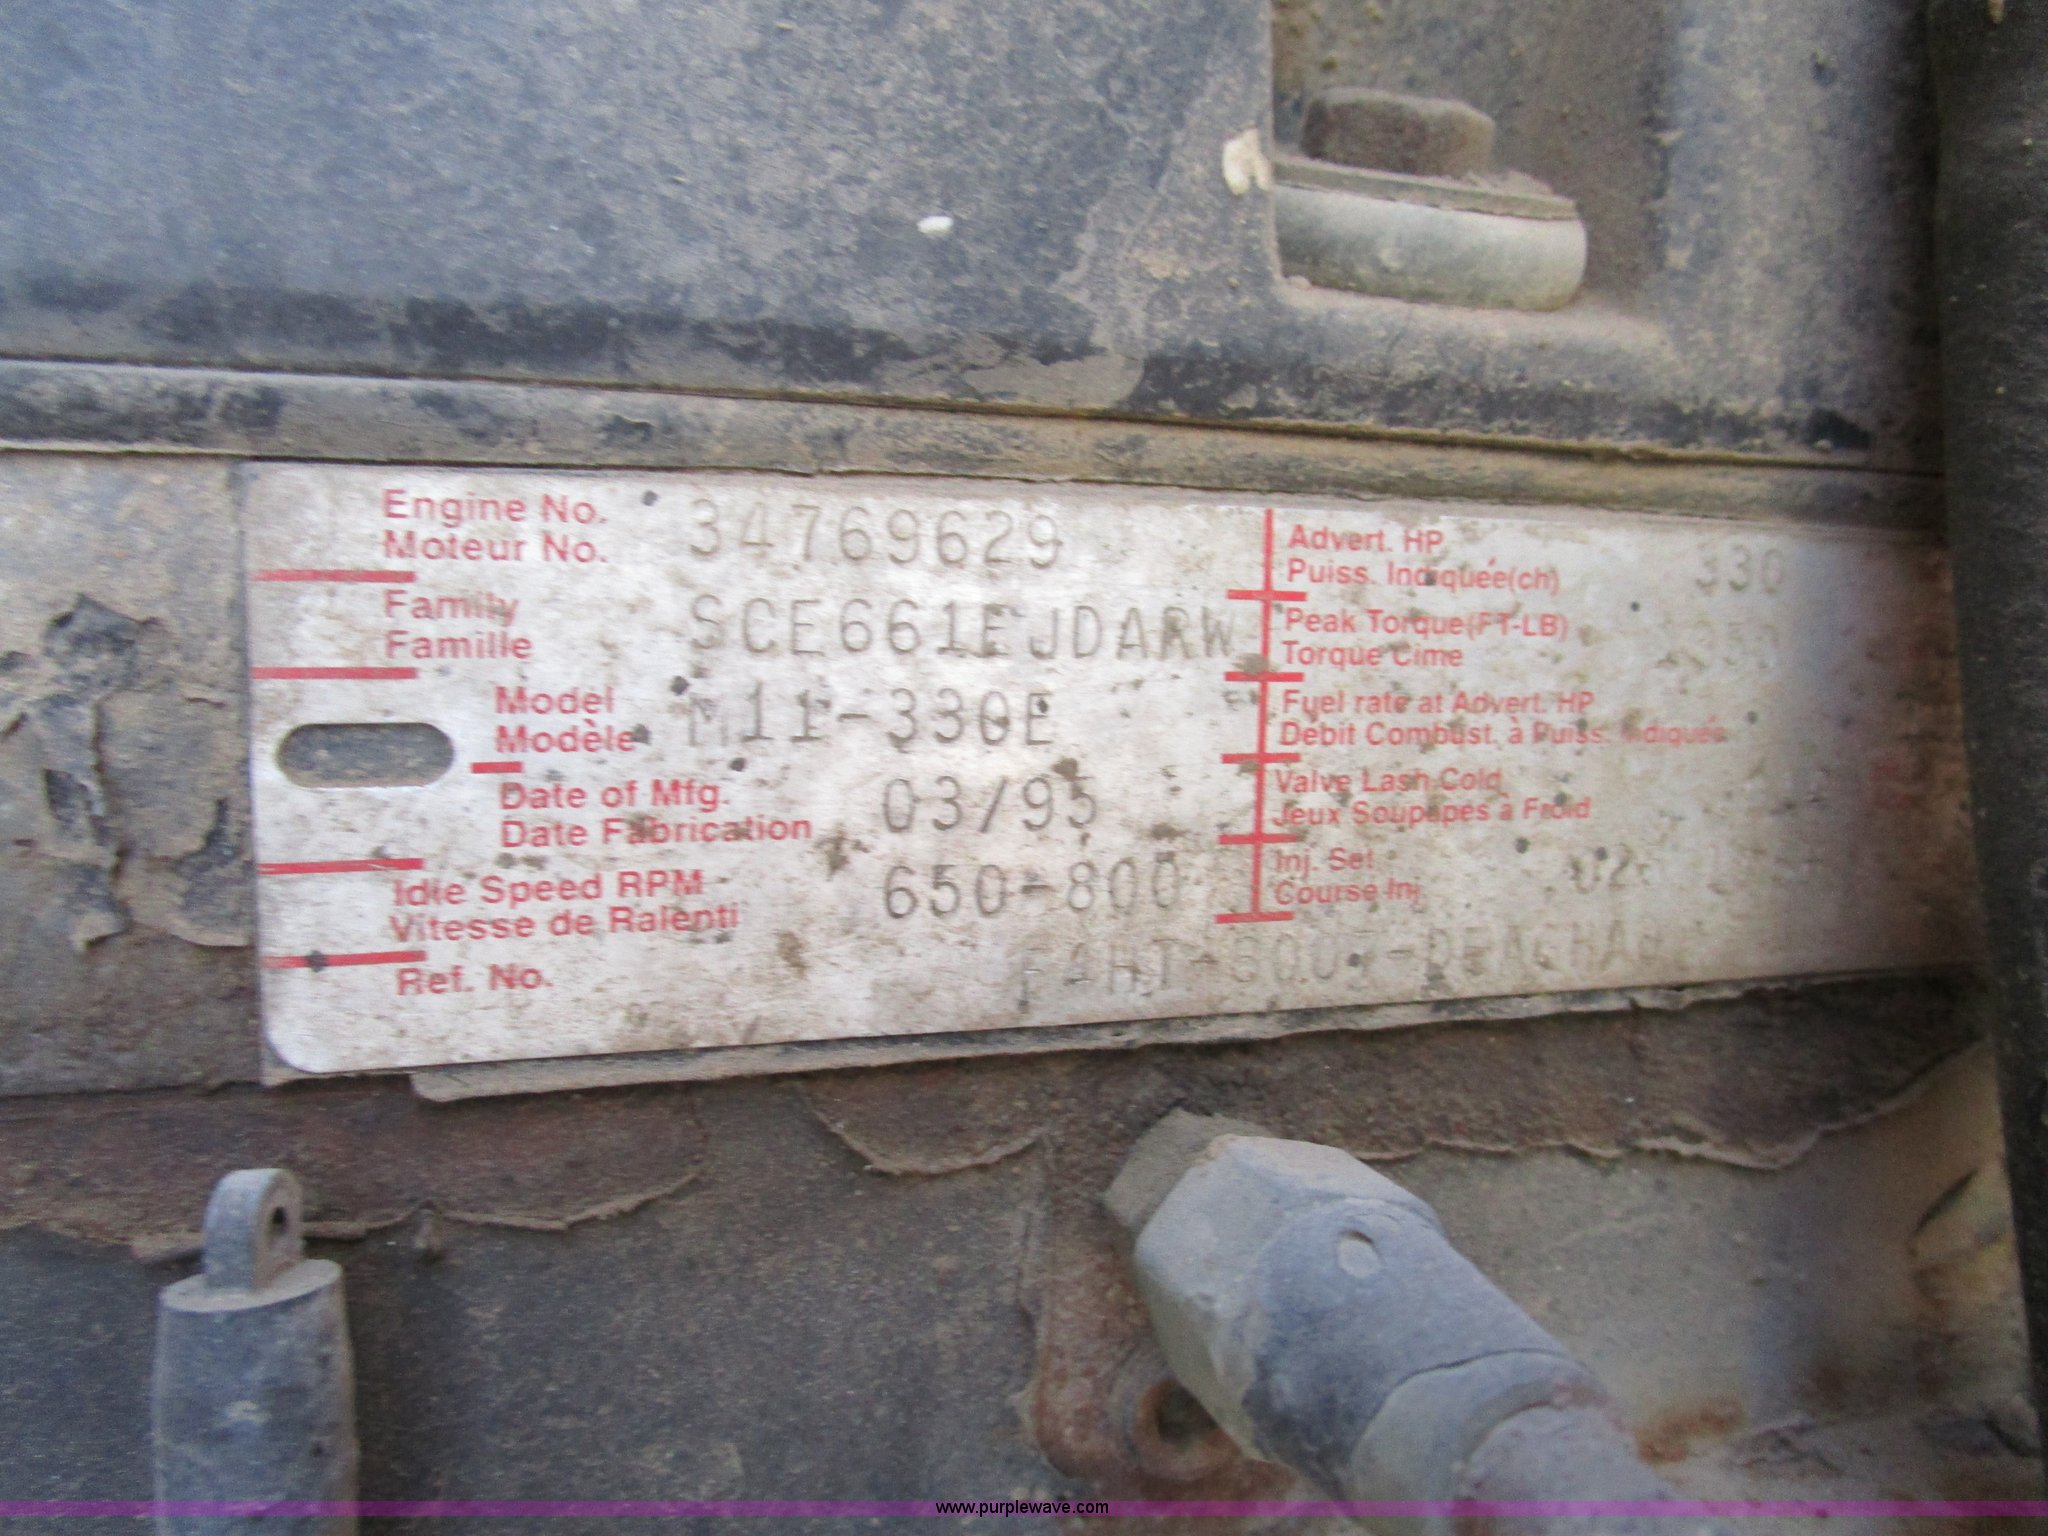 Engine No. 34769629
Moteur No.
Family SCE661EJDARW
Famille
Model M11-330E
Modèle
Date of Mfg. 03/95
Date Fabrication
Idle Speed RPM 650-800
Vitesse de Ralenti
Ref. No.
Advert. HP 330
Puiss. Indiquée(ch)
Peak Torque(FT-LB)
Torque Cime
Fuel rate at Advert. HP
Débit Combust. à Puiss. Indiquée
Valve Lash Cold
Jeux Soupapes à Froid
Inj. Set
Course Inj.
www.purplewave.com